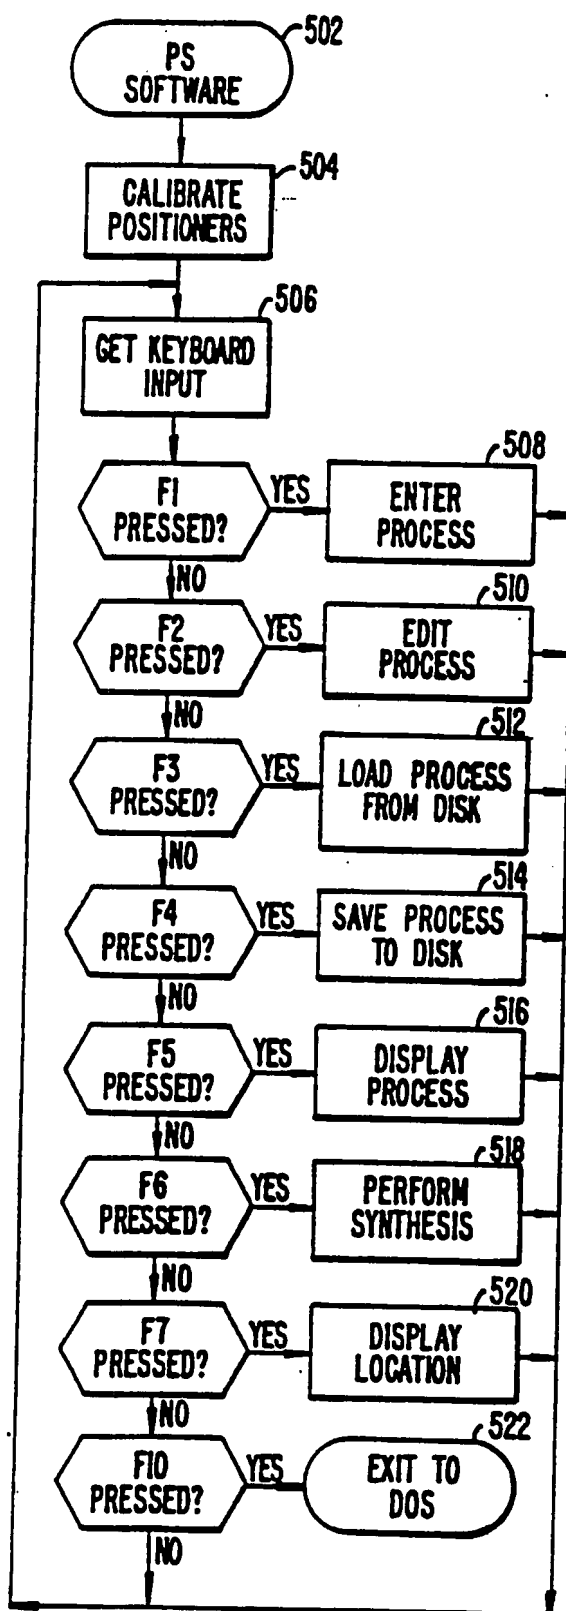 502
PS
SOFTWARE
504
CALIBRATE
POSITIONERS
506
GET KEYBOARD
INPUT
508
F1
PRESSED?
YES
ENTER
PROCESS
NO
510
F2
PRESSED?
YES
EDIT
PROCESS
NO
512
F3
PRESSED?
YES
LOAD PROCESS
FROM DISK
NO
514
F4
PRESSED?
YES
SAVE PROCESS
TO DISK
NO
516
F5
PRESSED?
YES
DISPLAY
PROCESS
NO
518
F6
PRESSED?
YES
PERFORM
SYNTHESIS
NO
520
F7
PRESSED?
YES
DISPLAY
LOCATION
NO
522
F10
PRESSED?
YES
EXIT TO
DOS
NO